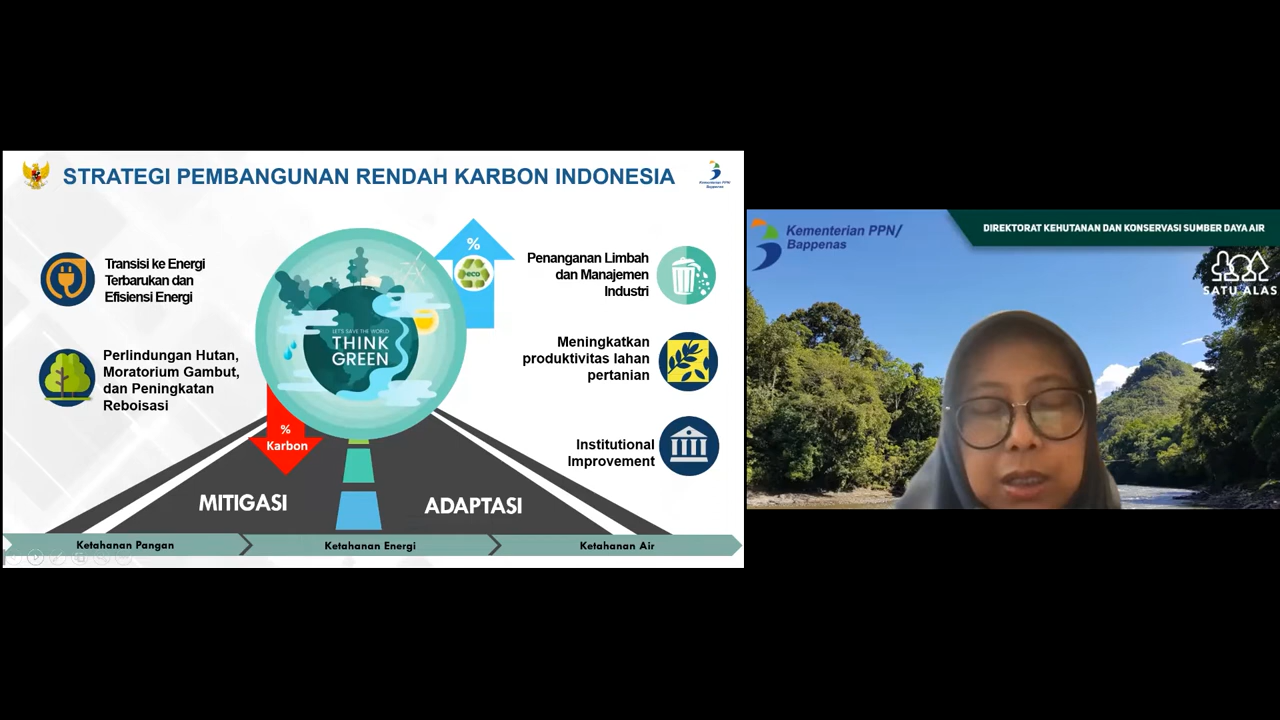 STRATEGI PEMBANGUNAN RENDAH KARBON INDONESIA
Kementerian PPN/
Bappenas
Transisi ke Energi
Terbarukan dan
Efisiensi Energi
Perlindungan Hutan,
Moratorium Gambut,
dan Peningkatan
Reboisasi
LET'S SAVE THE WORLD
THINK
GREEN
%
eco
%
Karbon
Penanganan Limbah
dan Manajemen
Industri
Meningkatkan
produktivitas lahan
pertanian
Institutional
Improvement
MITIGASI
ADAPTASI
Ketahanan Pangan
Ketahanan Energi
Ketahanan Air
Kementerian PPN/
Bappenas
DIREKTORAT KEHUTANAN DAN KONSERVASI SUMBER DAYA AIR
SATU ALAS